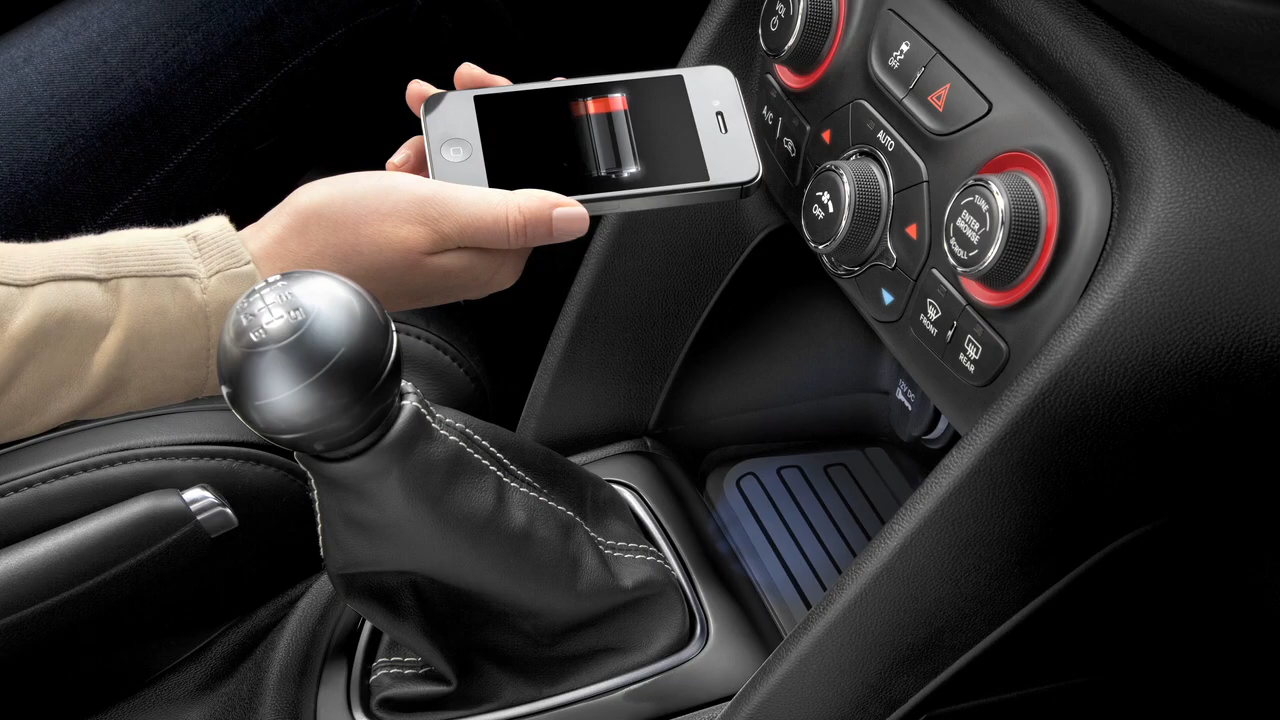 VOL
OFF
A/C
AUTO
OFF
TUNE
ENTER/
BROWSE
SCROLL
FRONT
REAR
12V DC